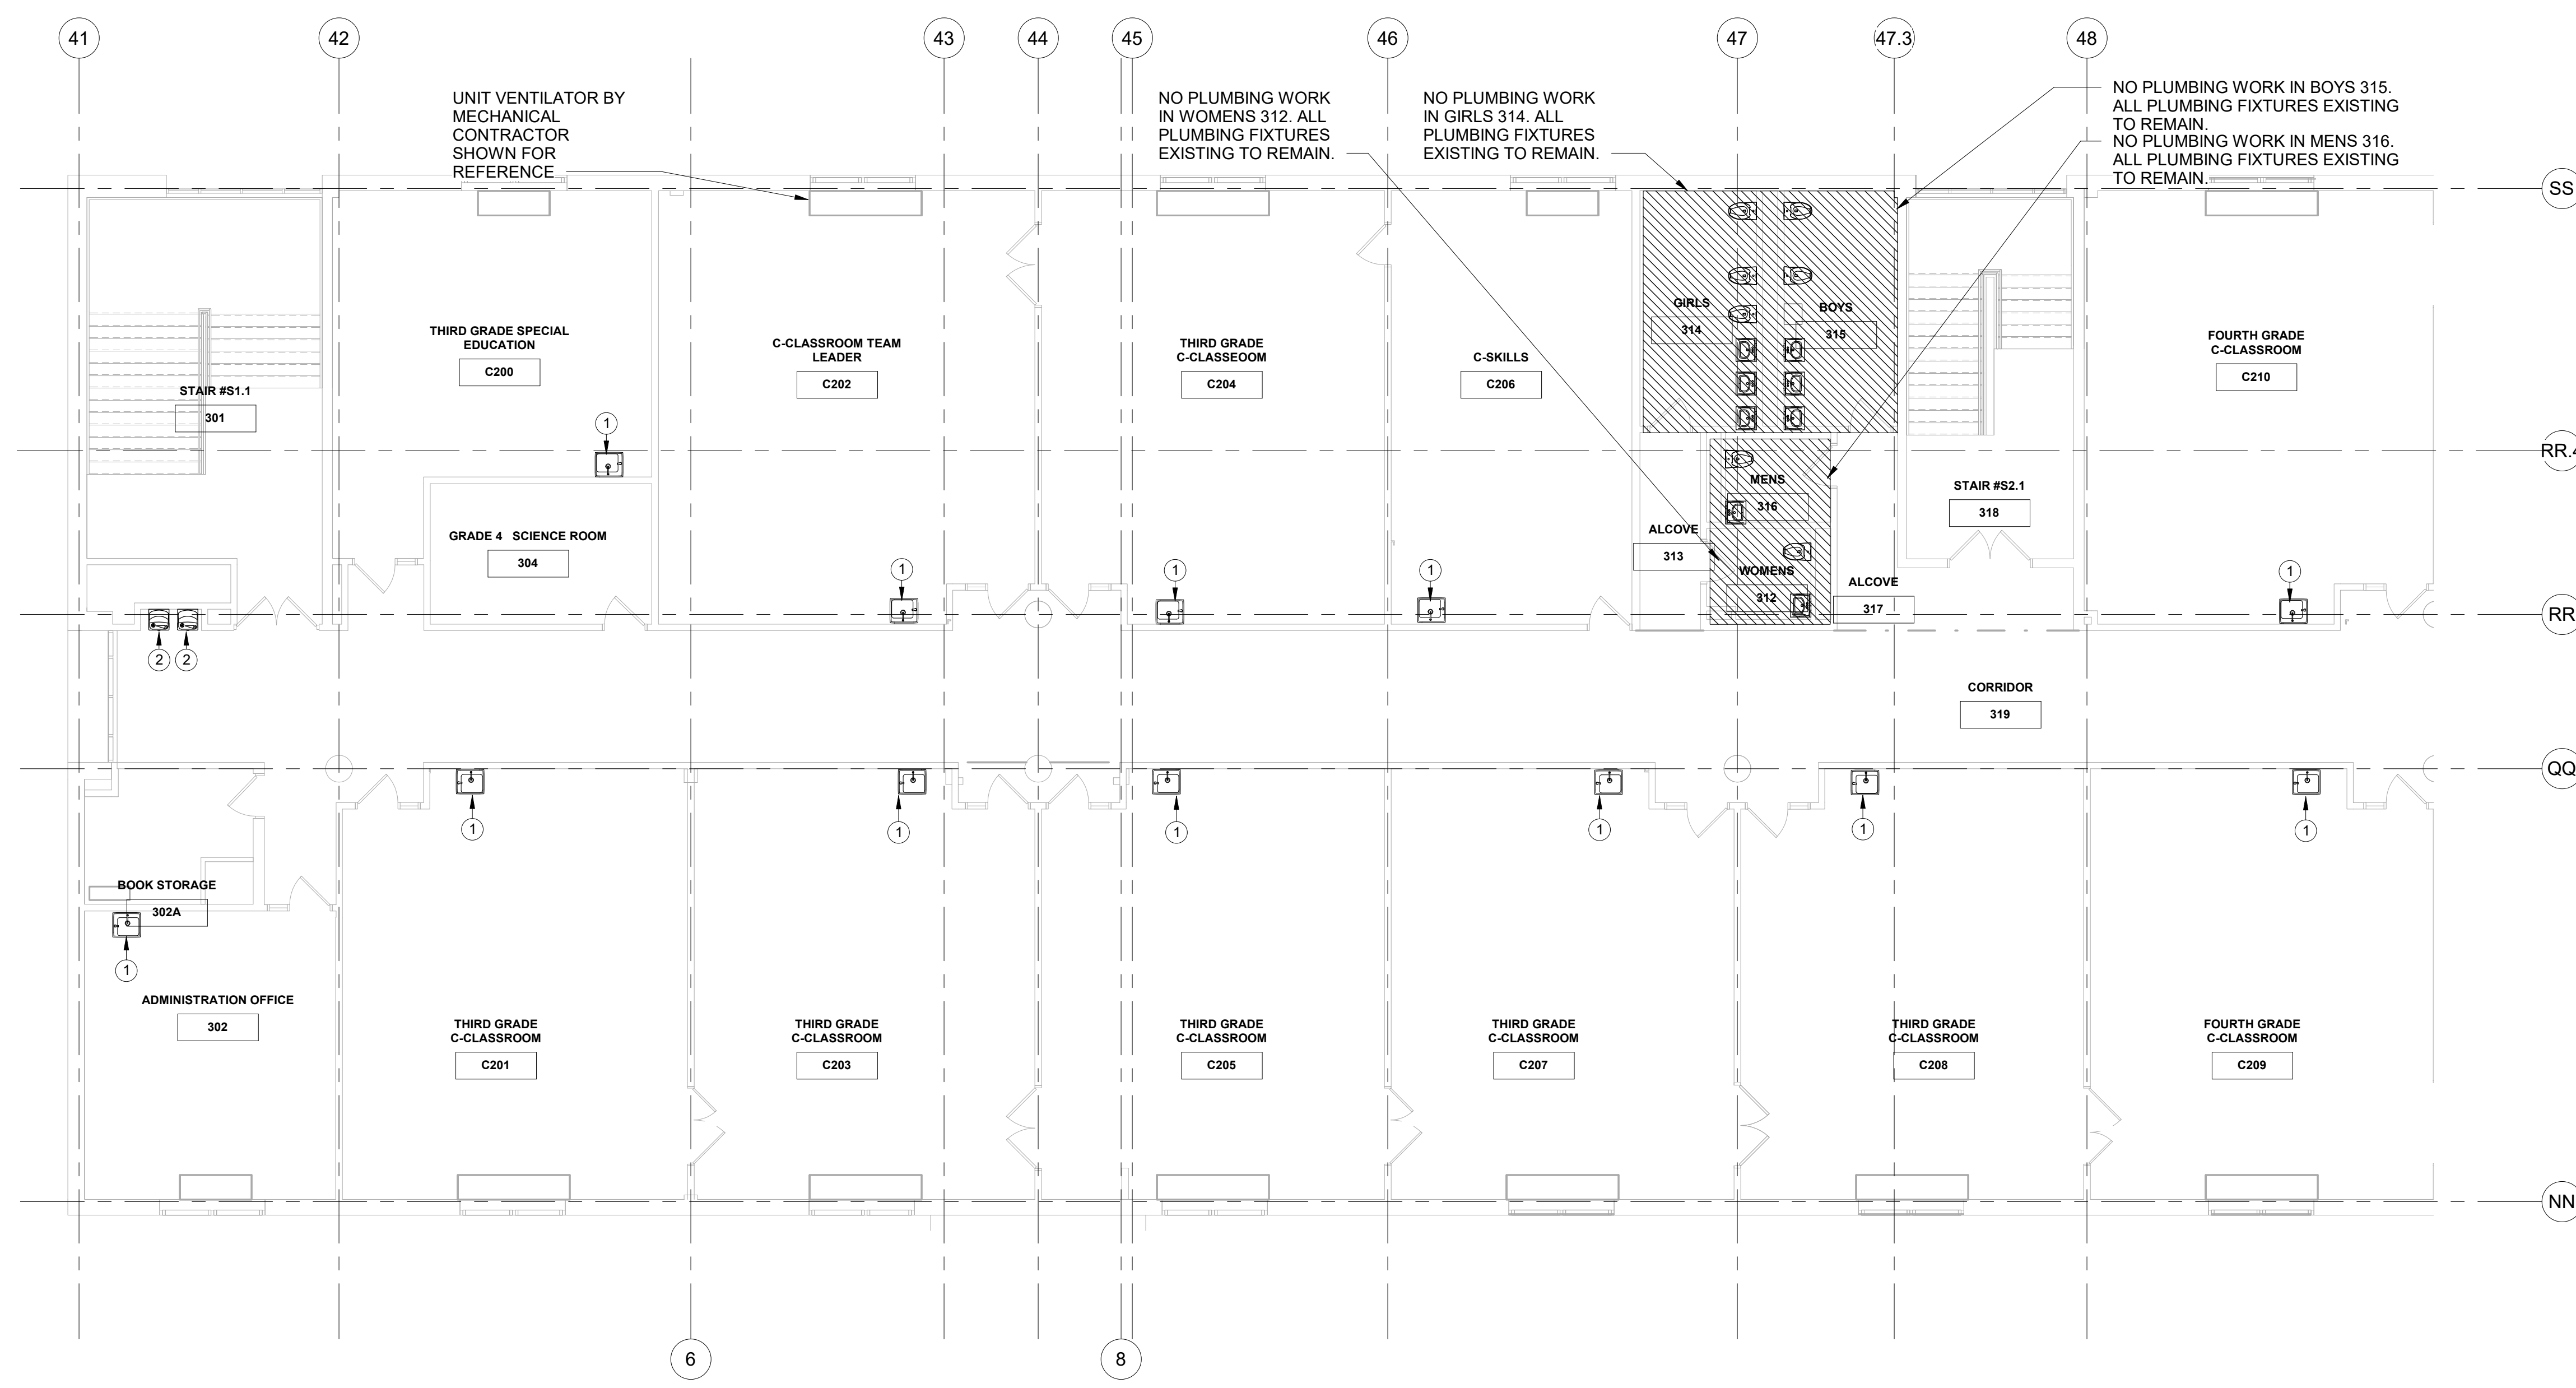 41
42
43
44
45
46
47
47.3
48
UNIT VENTILATOR BY
MECHANICAL
CONTRACTOR
SHOWN FOR
REFERENCE
NO PLUMBING WORK
IN WOMENS 312. ALL
PLUMBING FIXTURES
EXISTING TO REMAIN.
NO PLUMBING WORK
IN GIRLS 314. ALL
PLUMBING FIXTURES
EXISTING TO REMAIN.
NO PLUMBING WORK IN BOYS 315.
ALL PLUMBING FIXTURES EXISTING
TO REMAIN.
NO PLUMBING WORK IN MENS 316.
ALL PLUMBING FIXTURES EXISTING
TO REMAIN.
SS
THIRD GRADE SPECIAL
EDUCATION
C200
C-CLASSROOM TEAM
LEADER
C202
THIRD GRADE
C-CLASSEOOM
C204
C-SKILLS
C206
GIRLS
314
BOYS
315
FOURTH GRADE
C-CLASSROOM
C210
STAIR #S1.1
301
1
RR.4
MENS
316
STAIR #S2.1
318
GRADE 4 SCIENCE ROOM
304
ALCOVE
313
WOMENS
312
ALCOVE
317
1
1
1
1
RR
2
2
CORRIDOR
319
QQ
1
1
1
1
1
1
BOOK STORAGE
302A
1
ADMINISTRATION OFFICE
302
THIRD GRADE
C-CLASSROOM
C201
THIRD GRADE
C-CLASSROOM
C203
THIRD GRADE
C-CLASSROOM
C205
THIRD GRADE
C-CLASSROOM
C207
THIRD GRADE
C-CLASSROOM
C208
FOURTH GRADE
C-CLASSROOM
C209
NN
6
8